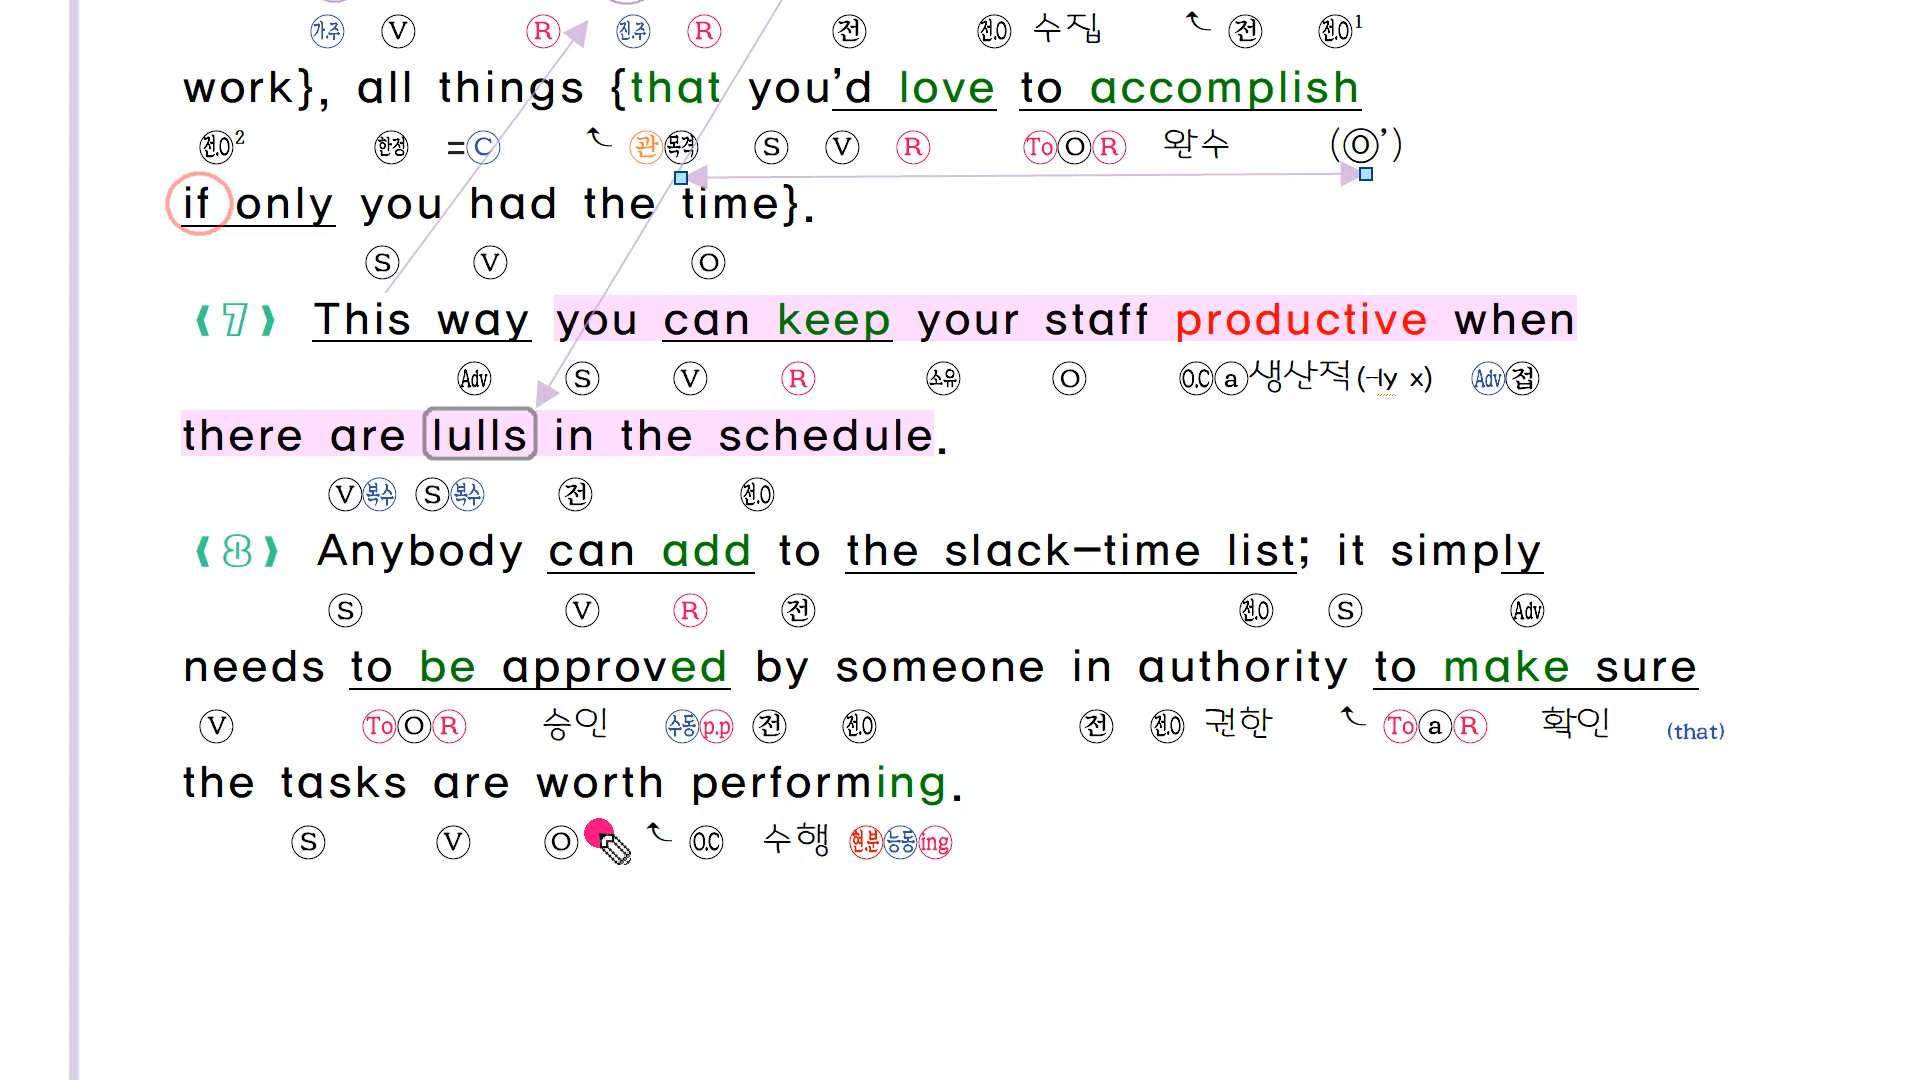 가.주 V R 진.주 R 전 전.O 수집 전 전.O 1
work}, all things {that you'd love to accomplish
전.O 2 한정 =C 관 목격 S V R To O R 완수 (O')
if only you had the time}.
S V O
❪7❫ This way you can keep your staff productive when
Adv S V R 소유 O O.C a 생산적(-ly x) Adv 접
there are lulls in the schedule.
V 복수 S 복수 전 전.O
❪8❫ Anybody can add to the slack-time list; it simply
S V R 전 전.O S Adv
needs to be approved by someone in authority to make sure
V To O R 승인 수동 p.p 전 전.O 전 전.O 권한 To a R 확인 (that)
the tasks are worth performing.
S V O O.C 수행 현.분 능동 ing